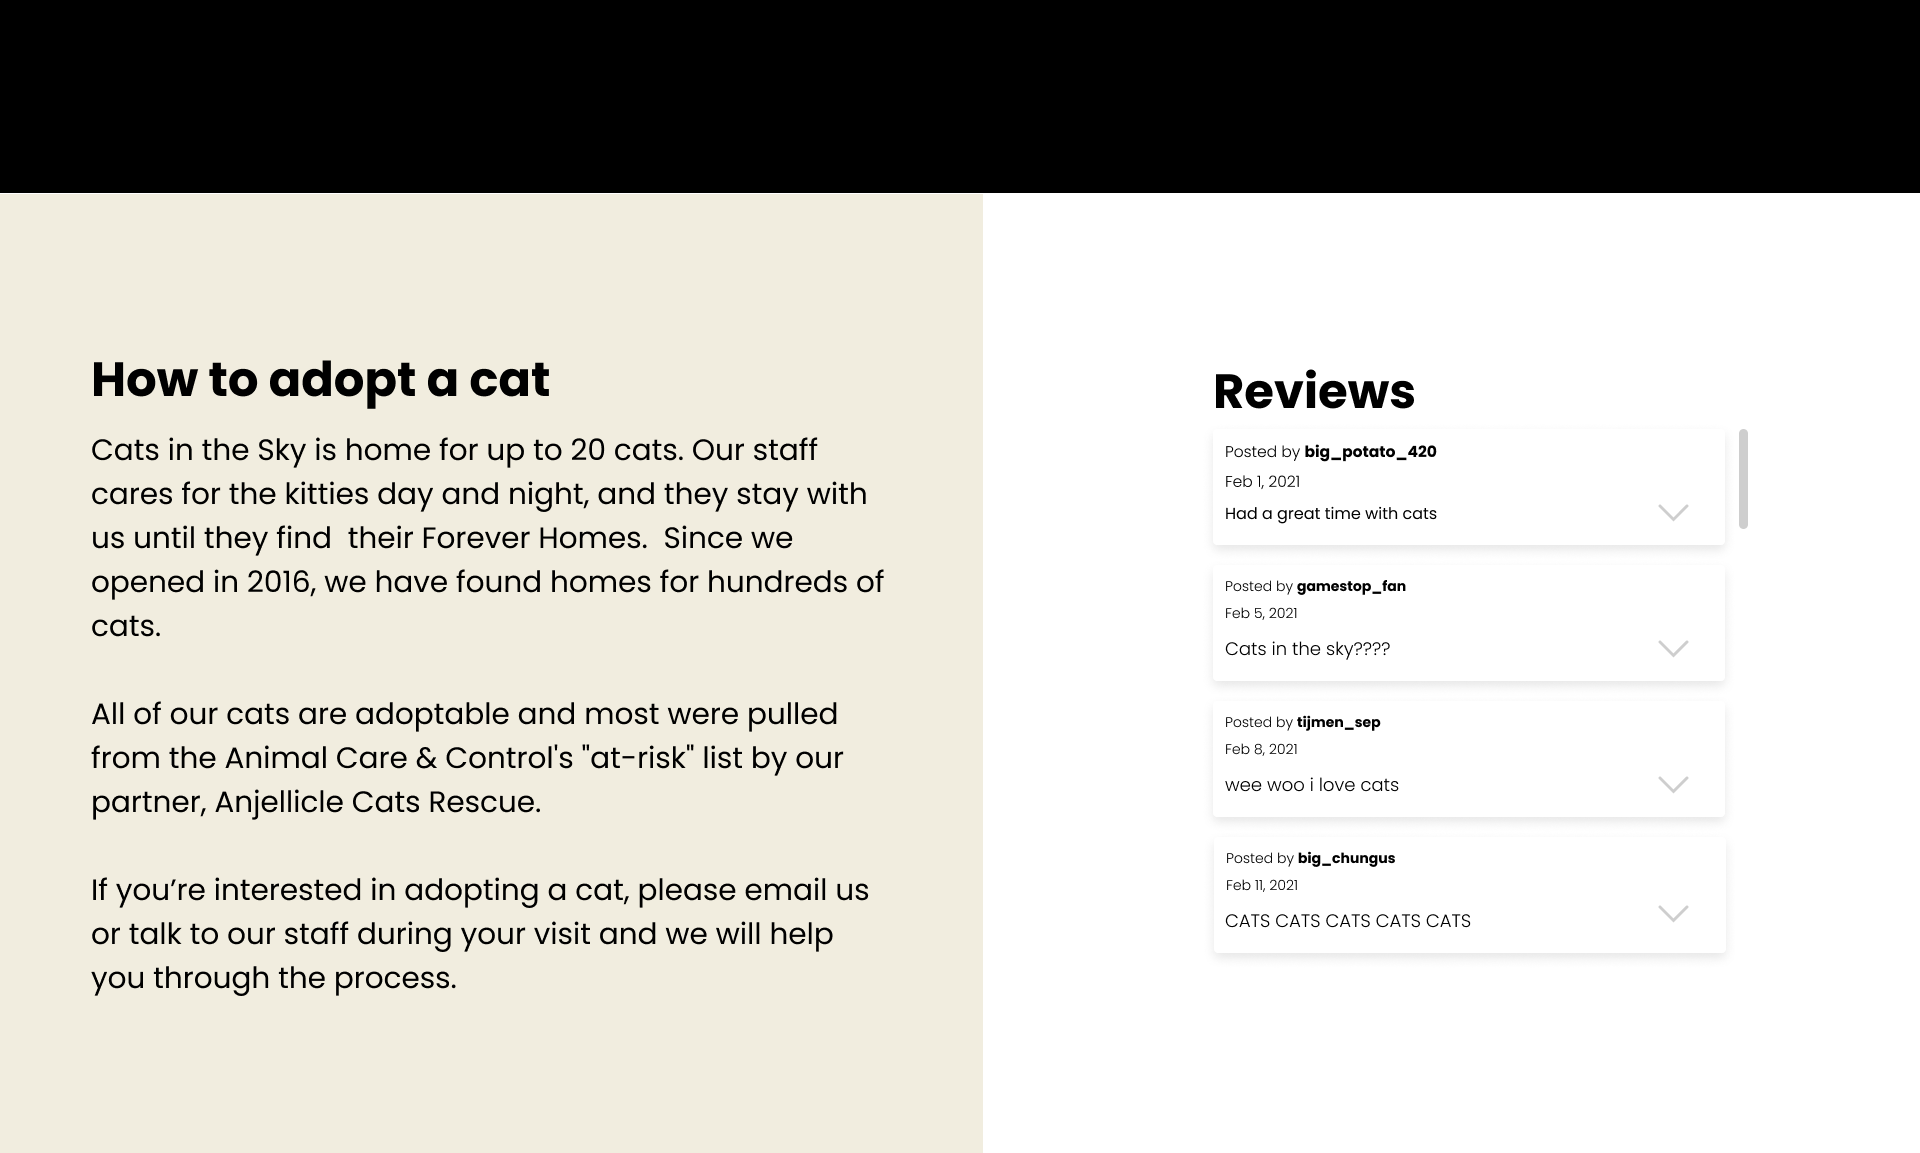 How to adopt a cat
Cats in the Sky is home for up to 20 cats. Our staff
cares for the kitties day and night, and they stay with
us until they find  their Forever Homes.  Since we
opened in 2016, we have found homes for hundreds of
cats.
All of our cats are adoptable and most were pulled
from the Animal Care & Control's "at-risk" list by our
partner, Anjellicle Cats Rescue.
If you’re interested in adopting a cat, please email us
or talk to our staff during your visit and we will help
you through the process.
Reviews
Posted by big_potato_420
Feb 1, 2021
Had a great time with cats
Posted by gamestop_fan
Feb 5, 2021
Cats in the sky????
Posted by tijmen_sep
Feb 8, 2021
wee woo i love cats
Posted by big_chungus
Feb 11, 2021
CATS CATS CATS CATS CATS